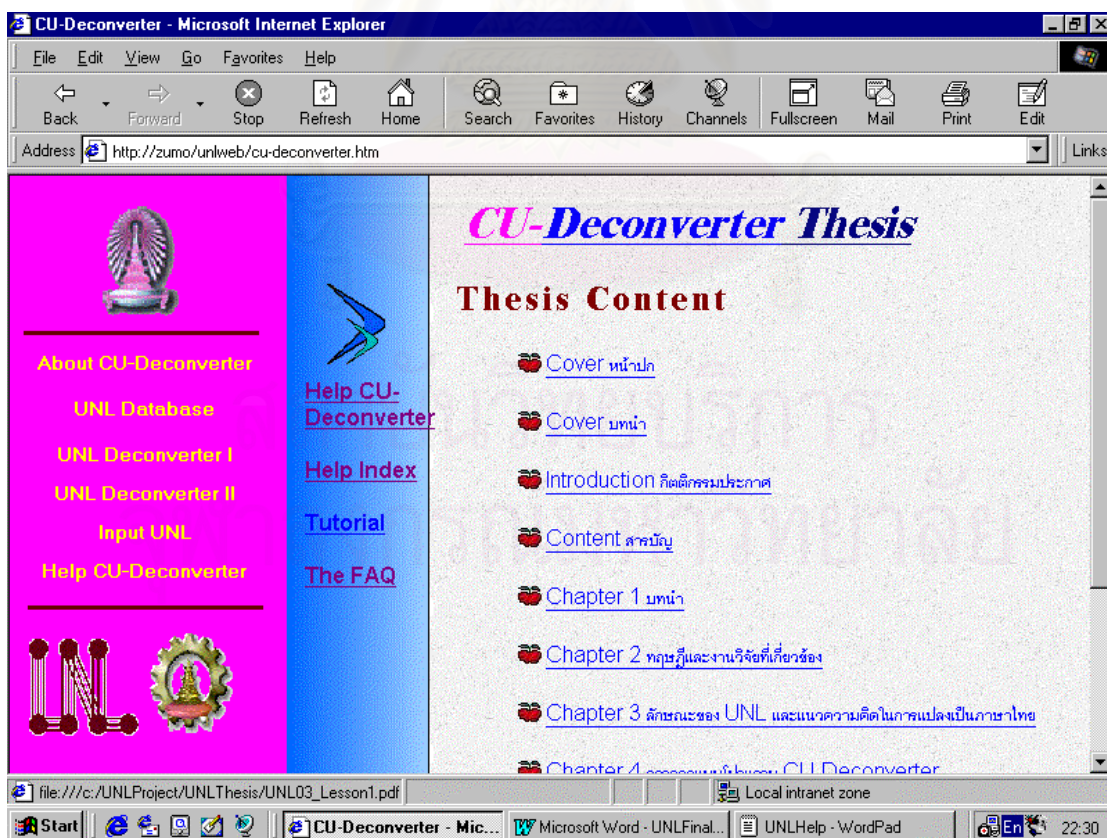 CU-Deconverter - Microsoft Internet Explorer
File Edit View Go Favorites Help
Back Forward Stop Refresh Home Search Favorites History Channels Fullscreen Mail Print Edit
Address http://zumo/unlweb/cu-deconverter.htm Links
About CU-Deconverter
UNL Database
UNL Deconverter I
UNL Deconverter II
Input UNL
Help CU-Deconverter
UNL
Help CU-
Deconverter
Help Index
Tutorial
The FAQ
CU-Deconverter Thesis
Thesis Content
Cover หน้าปก
Cover บทนำ
Introduction กิตติกรรมประกาศ
Content สารบัญ
Chapter 1 บทนำ
Chapter 2 ทฤษฎีและงานวิจัยที่เกี่ยวข้อง
Chapter 3 ลักษณะของ UNL และแนวความคิดในการแปลงเป็นภาษาไทย
Chapter 4 CU Deconverter
file:///c:/UNLProject/UNLThesis/UNL03_Lesson1.pdf Local intranet zone
Start CU-Deconverter - Mic... Microsoft Word - UNLFinal... UNLHelp - WordPad En 22:30